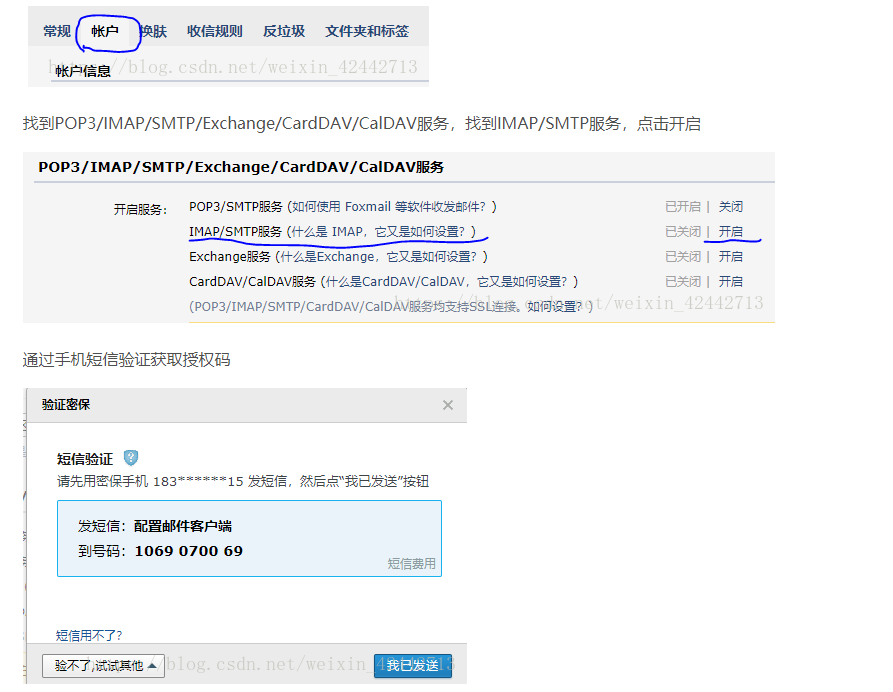 常规 帐户 换肤 收信规则 反垃圾 文件夹和标签
https://blog.csdn.net/weixin_42442713
帐户信息
找到POP3/IMAP/SMTP/Exchange/CardDAV/CalDAV服务，找到IMAP/SMTP服务，点击开启
POP3/IMAP/SMTP/Exchange/CardDAV/CalDAV服务
开启服务： POP3/SMTP服务 (如何使用 Foxmail 等软件收发邮件？) 已开启 | 关闭
IMAP/SMTP服务 (什么是 IMAP，它又是如何设置？) 已关闭 | 开启
Exchange服务 (什么是Exchange，它又是如何设置？) 已关闭 | 开启
CardDAV/CalDAV服务 (什么是CardDAV/CalDAV，它又是如何设置？) 已关闭 | 开启
https://blog.csdn.net/weixin_42442713
(POP3/IMAP/SMTP/CardDAV/CalDAV服务均支持SSL连接。如何设置？)
通过手机短信验证获取授权码
验证密保 ×
短信验证
请先用密保手机 183******15 发短信，然后点“我已发送”按钮
发短信：配置邮件客户端
到号码：1069 0700 69
短信费用
短信用不了?
验不了,试试其他 我已发送
blog.csdn.net/weixin_42442713